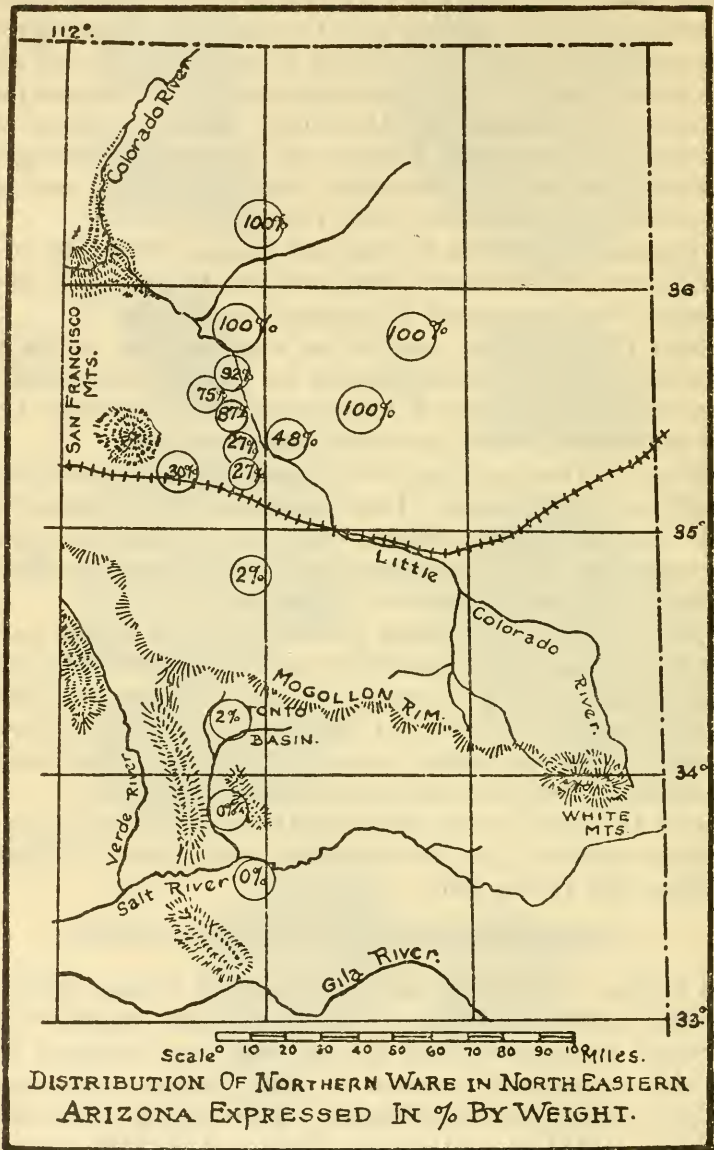 112°.
Colorado River
100%
36
SAN FRANCISCO
MTS.
100%
100%
92%
75%
87%
100%
27%
48%
30%
27%
35°
Little
2%
Colorado
River.
MOGOLLON RIM.
2%
TONTO
BASIN.
34°
Verde River
0%
WHITE
MTS.
0%
Salt River
Gila River.
33°
Scale 0 10 20 30 40 50 60 70 80 90 10 Miles.
DISTRIBUTION OF NORTHERN WARE IN NORTH EASTERN
ARIZONA EXPRESSED IN % BY WEIGHT.